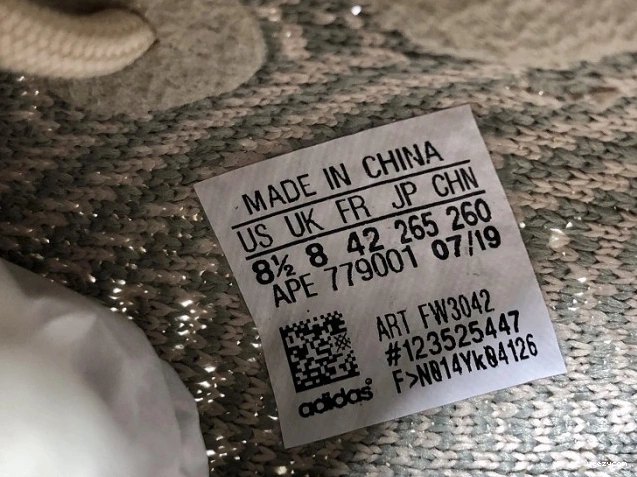 MADE IN CHINA
US UK FR JP CHN
8½ 8 42 265 260
APE 779001 07/19
ART FW3042
#123525447
F>N014Yk04126
adidas®